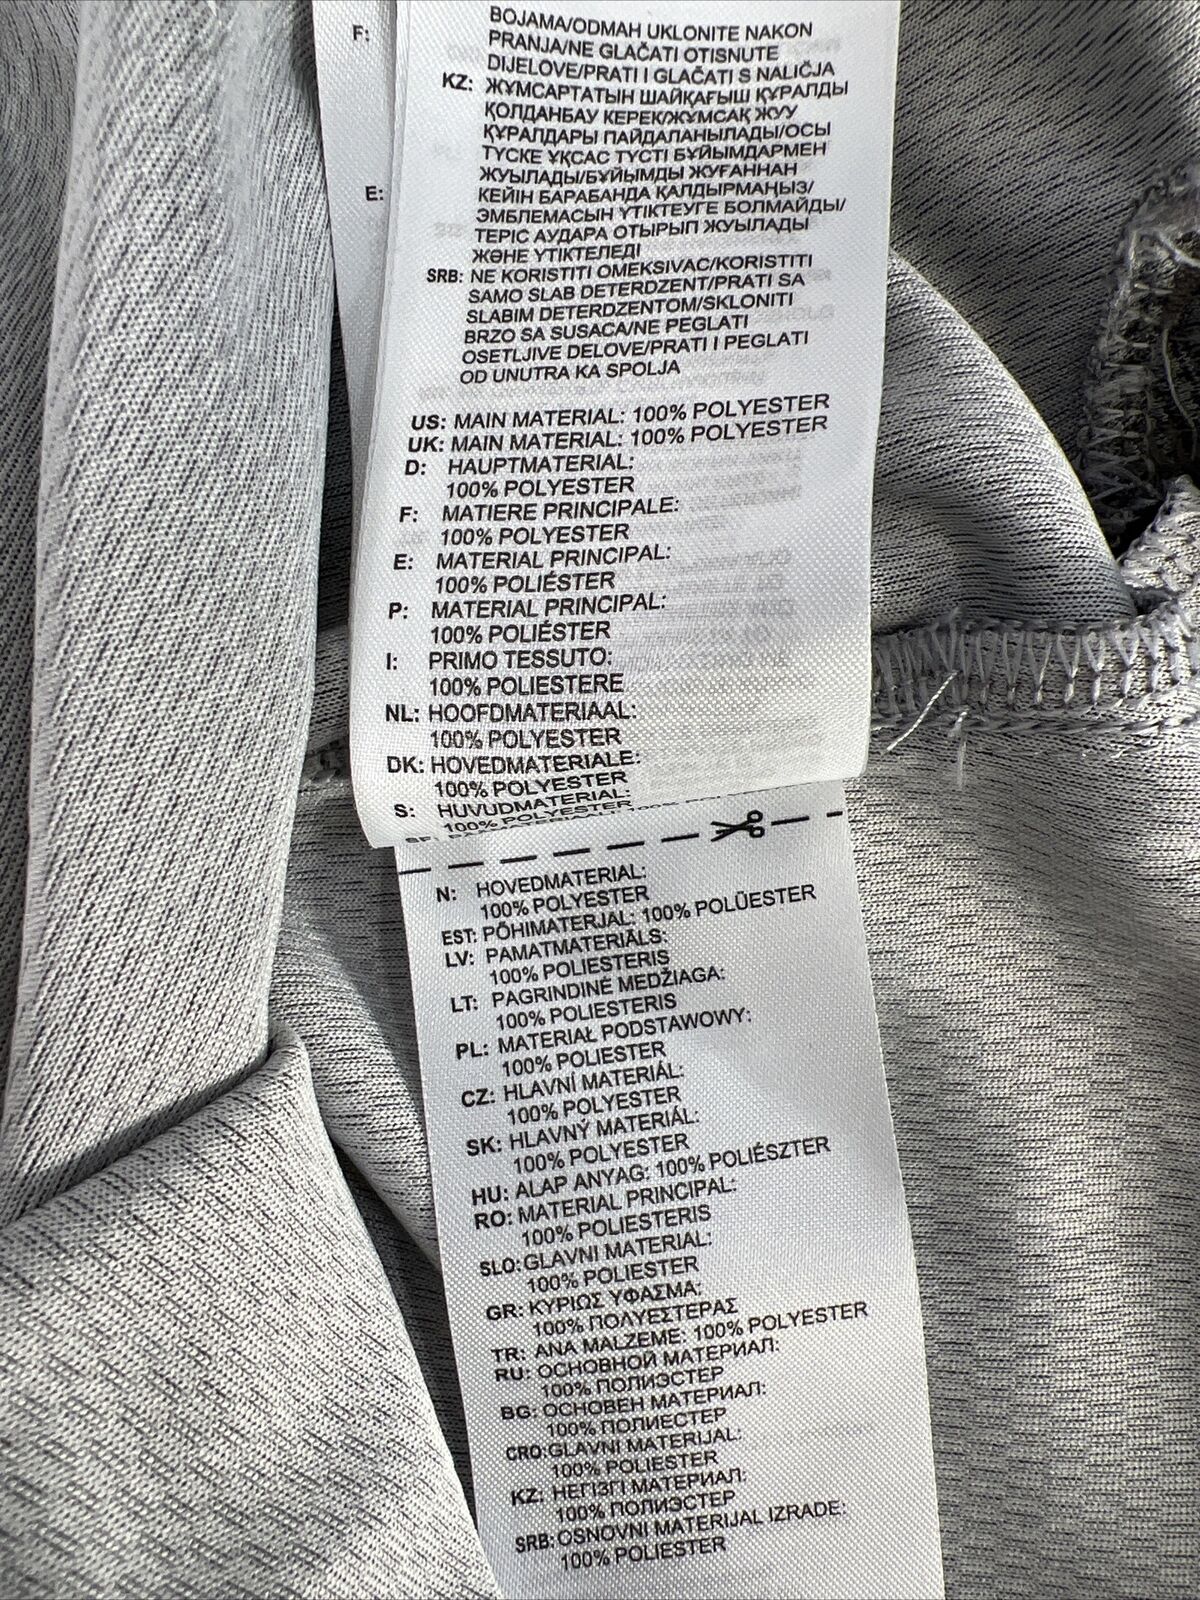 F:
E:
BOJAMA/ODMAH UKLONITE NAKON
PRANJA/NE GLAČATI OTISNUTE
DIJELOVE/PRATI I GLAČATI S NALIČJA
KZ: ЖҰМСАРТАТЫН ШАЙҚАҒЫШ ҚҰРАЛДЫ
ҚОЛДАНБАУ КЕРЕК/ЖҰМСАҚ ЖУУ
ҚҰРАЛДАРЫ ПАЙДАЛАНЫЛАДЫ/ОСЫ
ТҮСКЕ ҰҚСАС ТҮСТІ БҰЙЫМДАРМЕН
ЖУЫЛАДЫ/БҰЙЫМДЫ ЖУҒАННАН
КЕЙІН БАРАБАНДА ҚАЛДЫРМАҢЫЗ/
ЭМБЛЕМАСЫН ҮТІКТЕУГЕ БОЛМАЙДЫ/
ТЕРІС АУДАРА ОТЫРЫП ЖУЫЛАДЫ
ЖӘНЕ ҮТІКТЕЛЕДІ
SRB: NE KORISTITI OMEKSIVAC/KORISTITI
SAMO SLAB DETERDZENT/PRATI SA
SLABIM DETERDZENTOM/SKLONITI
BRZO SA SUSACA/NE PEGLATI
OSETLJIVE DELOVE/PRATI I PEGLATI
OD UNUTRA KA SPOLJA
US: MAIN MATERIAL: 100% POLYESTER
UK: MAIN MATERIAL: 100% POLYESTER
D: HAUPTMATERIAL:
100% POLYESTER
F: MATIERE PRINCIPALE:
100% POLYESTER
E: MATERIAL PRINCIPAL:
100% POLIÉSTER
P: MATERIAL PRINCIPAL:
100% POLIÉSTER
I: PRIMO TESSUTO:
100% POLIESTERE
NL: HOOFDMATERIAAL:
100% POLYESTER
DK: HOVEDMATERIALE:
100% POLYESTER
S: HUVUDMATERIAL:
100% POLYESTER
N: HOVEDMATERIAL:
100% POLYESTER
EST: PÕHIMATERJAL: 100% POLÜESTER
LV: PAMATMATERIĀLS:
100% POLIESTERIS
LT: PAGRINDINĖ MEDŽIAGA:
100% POLIESTERIS
PL: MATERIAŁ PODSTAWOWY:
100% POLIESTER
CZ: HLAVNÍ MATERIÁL:
100% POLYESTER
SK: HLAVNÝ MATERIÁL:
100% POLYESTER
HU: ALAP ANYAG: 100% POLIÉSZTER
RO: MATERIAL PRINCIPAL:
100% POLIESTERIS
SLO: GLAVNI MATERIAL:
100% POLIESTER
GR: ΚΥΡΙΩΣ ΥΦΑΣΜΑ:
100% ΠΟΛΥΕΣΤΕΡΑΣ
TR: ANA MALZEME: 100% POLYESTER
RU: ОСНОВНОЙ МАТЕРИАЛ:
100% ПОЛИЭСТЕР
BG: ОСНОВЕН МАТЕРИАЛ:
100% ПОЛИЕСТЕР
CRO: GLAVNI MATERIJAL:
100% POLIESTER
KZ: НЕГІЗГІ МАТЕРИАЛ:
100% ПОЛИЭСТЕР
SRB: OSNOVNI MATERIJAL IZRADE:
100% POLIESTER